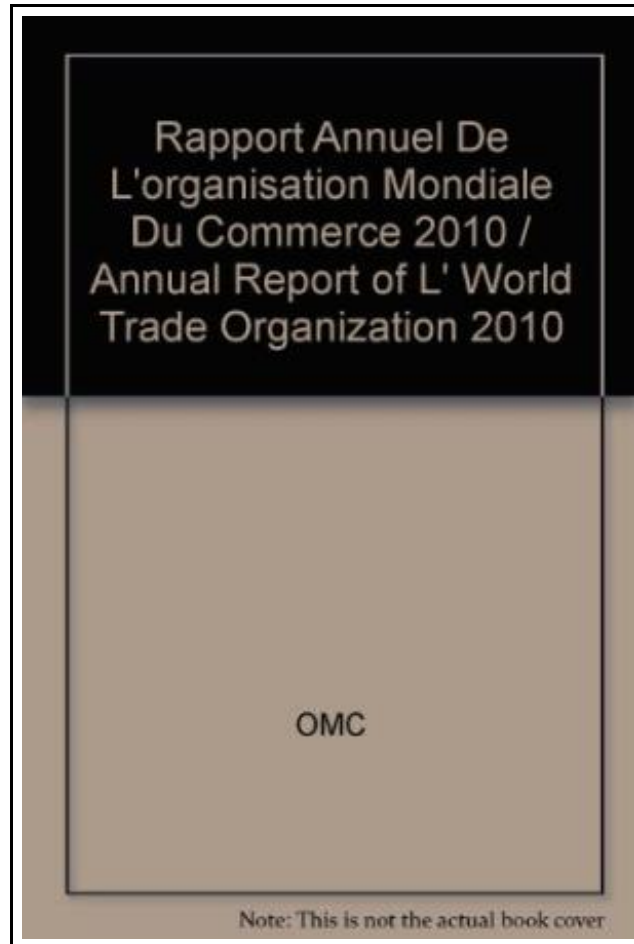 Rapport Annuel De
L'organisation Mondiale
Du Commerce 2010 /
Annual Report of L' World
Trade Organization 2010
OMC
Note: This is not the actual book cover